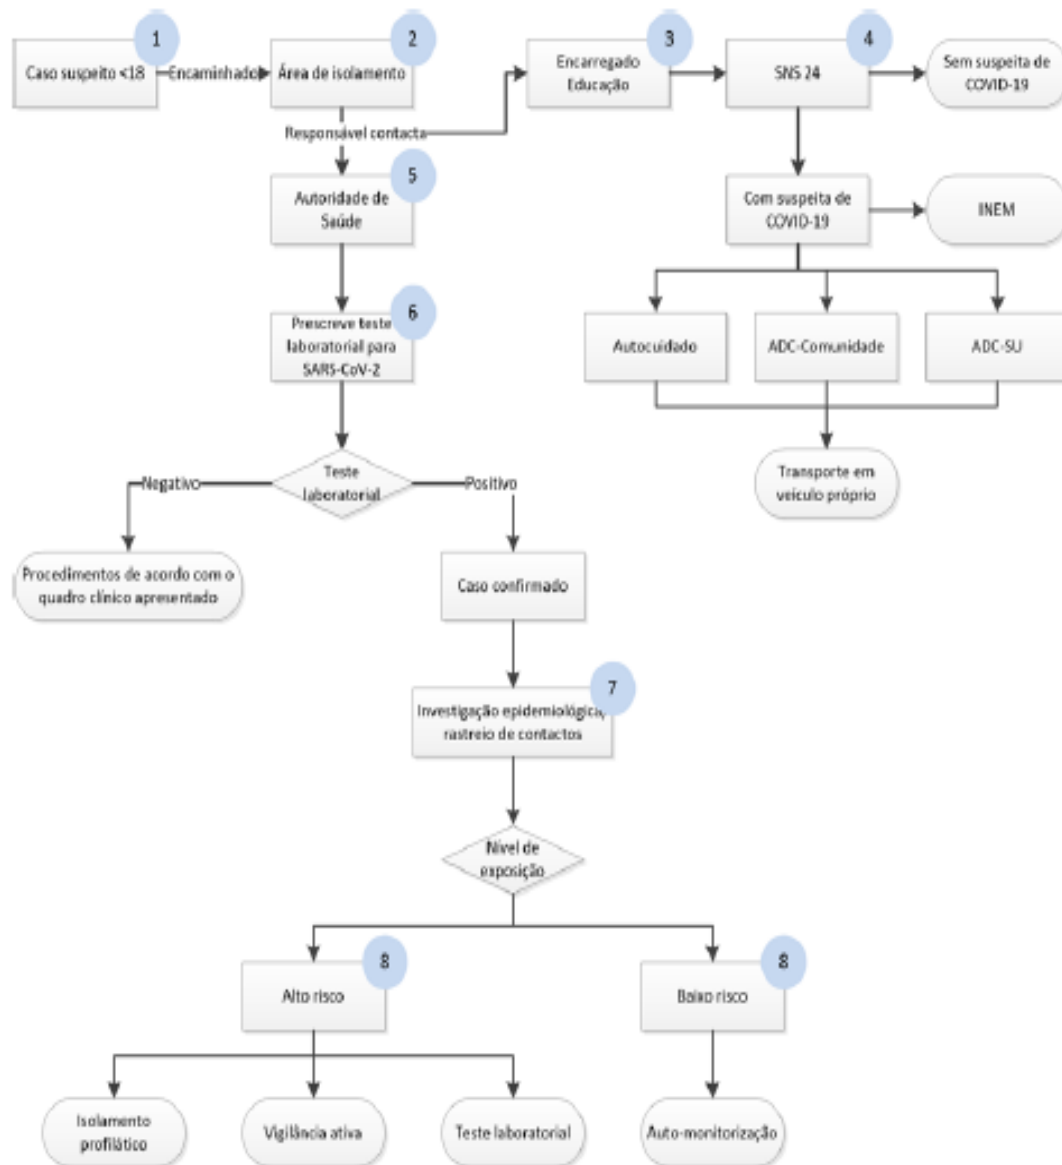 1
Caso suspeito <18
Encaminhado
2
Área de isolamento
3
Encarregado
Educação
4
SNS 24
Sem suspeita de
COVID-19
Responsável contacta
5
Autoridade de
Saúde
Com suspeita de
COVID-19
INEM
6
Prescreve teste
laboratorial para
SARS-CoV-2
Autocuidado
ADC-Comunidade
ADC-SU
Negativo
Teste
laboratorial
Positivo
Transporte em
veículo próprio
Procedimentos de acordo com o
quadro clínico apresentado
Caso confirmado
7
Investigação epidemiológica,
rastreio de contactos
Nível de
exposição
8
Alto risco
8
Baixo risco
Isolamento
profilático
Vigilância ativa
Teste laboratorial
Auto-monitorização